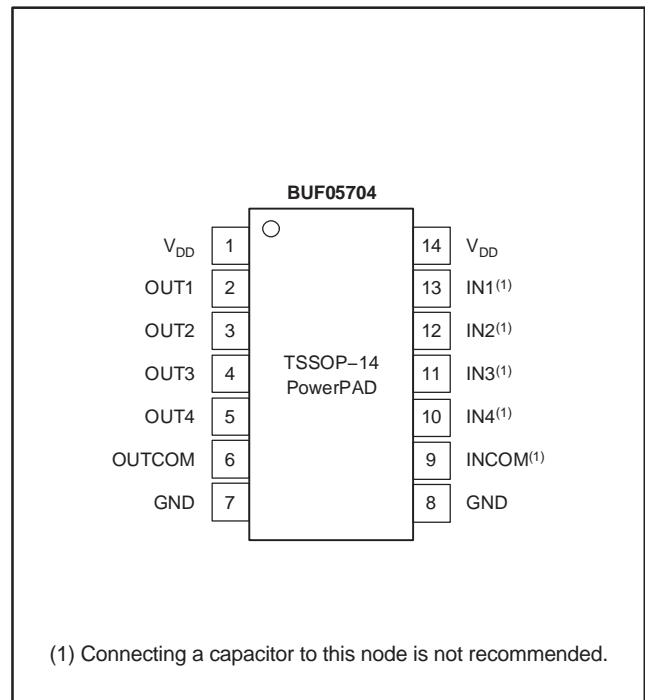 BUF05704
V_DD 1 14 V_DD
OUT1 2 13 IN1(1)
OUT2 3 12 IN2(1)
OUT3 4 11 IN3(1)
TSSOP−14
PowerPAD
OUT4 5 10 IN4(1)
OUTCOM 6 9 INCOM(1)
GND 7 8 GND
(1) Connecting a capacitor to this node is not recommended.